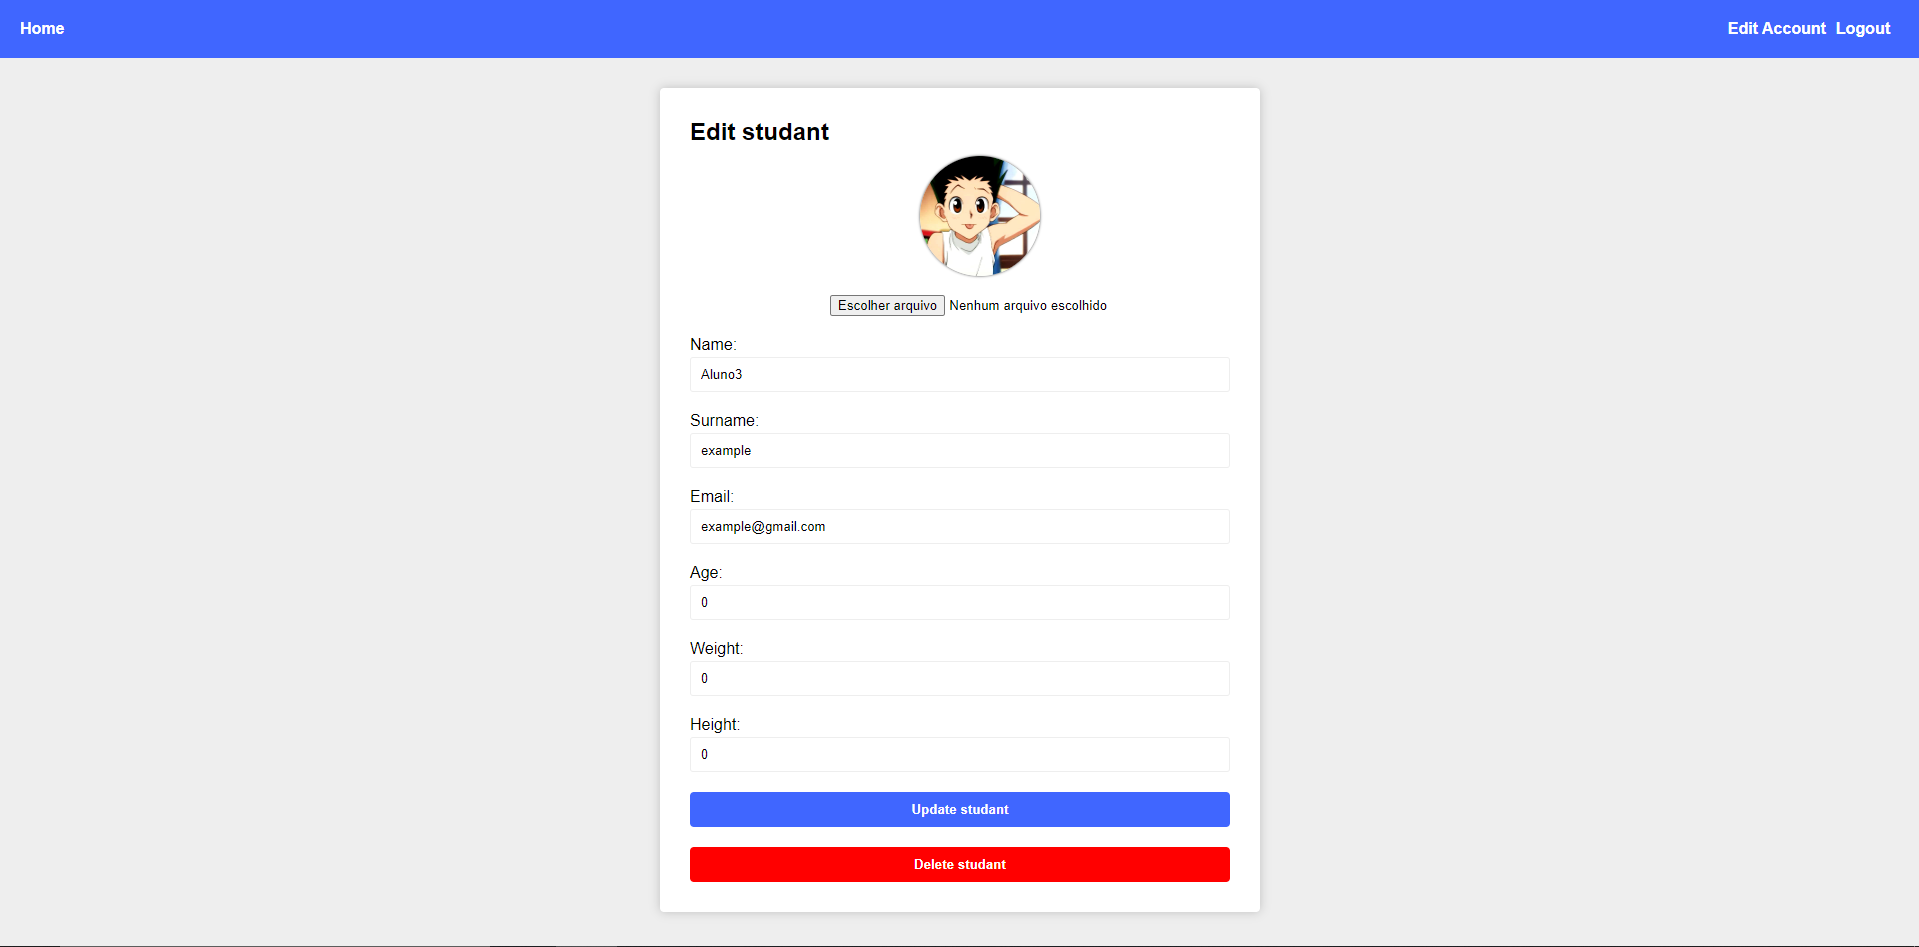 Home
Edit Account Logout
Edit studant
Escolher arquivo Nenhum arquivo escolhido
Name:
Aluno3
Surname:
example
Email:
example@gmail.com
Age:
0
Weight:
0
Height:
0
Update studant
Delete studant